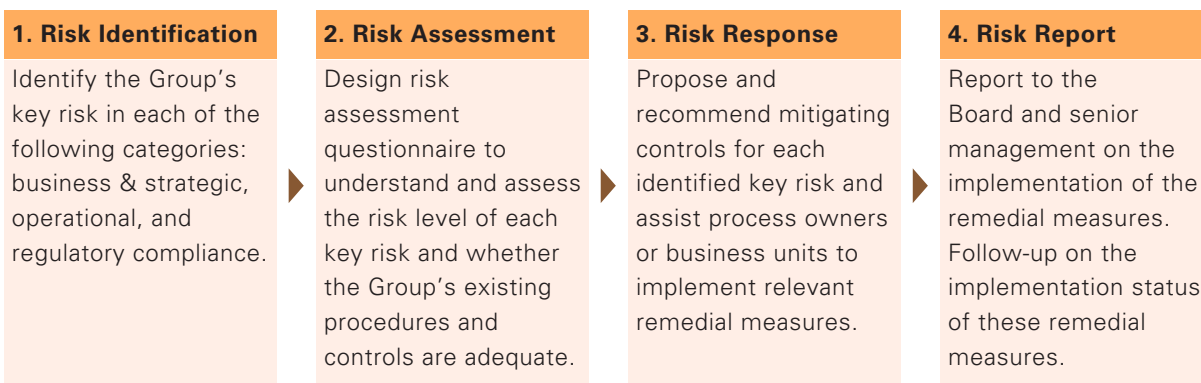 1. Risk Identification
Identify the Group's
key risk in each of the
following categories:
business & strategic,
operational, and
regulatory compliance.
2. Risk Assessment
Design risk
assessment
questionnaire to
understand and assess
the risk level of each
key risk and whether
the Group's existing
procedures and
controls are adequate.
3. Risk Response
Propose and
recommend mitigating
controls for each
identified key risk and
assist process owners
or business units to
implement relevant
remedial measures.
4. Risk Report
Report to the
Board and senior
management on the
implementation of the
remedial measures.
Follow-up on the
implementation status
of these remedial
measures.